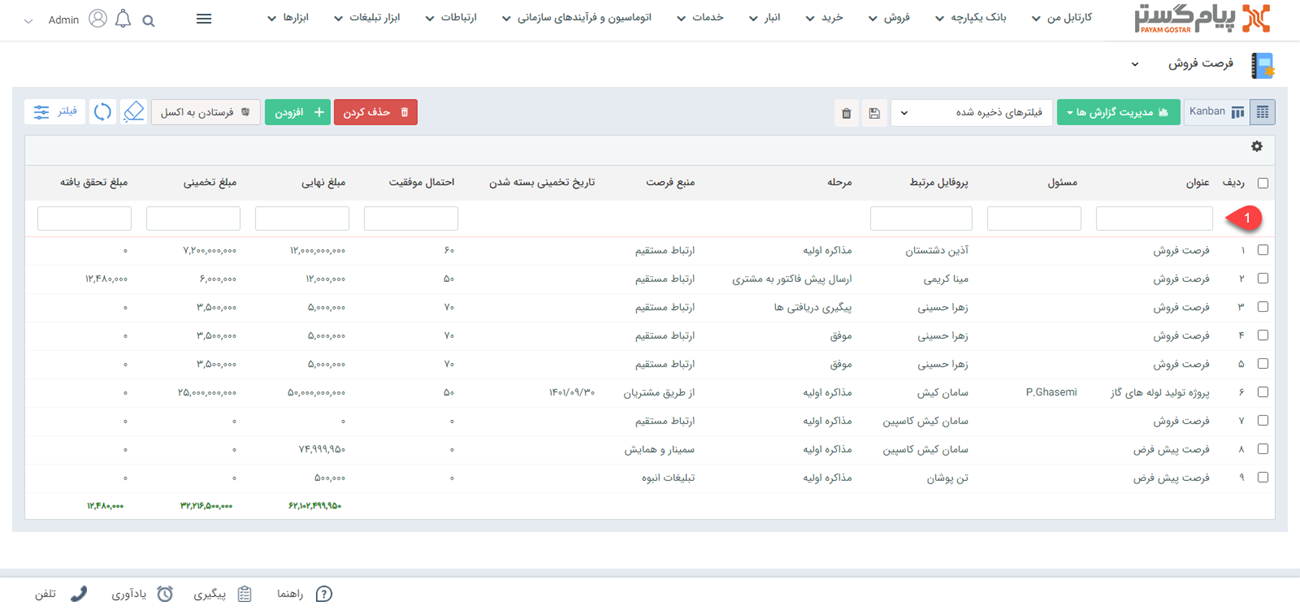 پیام گستر
PAYAM GOSTAR
کارتابل من بانک یکپارچه فروش خرید انبار خدمات ارتباطات اتوماسیون و فرآیندهای سازمانی ابزار تبلیغات ابزارها Admin
فرصت فروش
Kanban مدیریت گزارش ها فیلترهای ذخیره شده حذف کردن افزودن فرستادن به اکسل فیلتر
ردیف عنوان مسئول پروفایل مرتبط مرحله منبع فرصت تاریخ تخمینی بسته شدن احتمال موفقیت مبلغ نهایی مبلغ تخمینی مبلغ تحقق یافته
1
۱ فرصت فروش آذین دشتستان مذاکره اولیه ارتباط مستقیم ۶۰ ۱۲,۰۰۰,۰۰۰,۰۰۰ ۷,۲۰۰,۰۰۰,۰۰۰ ۰
۲ فرصت فروش مینا کریمی ارسال پیش فاکتور به مشتری ارتباط مستقیم ۵۰ ۱۲,۰۰۰,۰۰۰ ۶,۰۰۰,۰۰۰ ۱۲,۴۸۰,۰۰۰
۳ فرصت فروش زهرا حسینی پیگیری دریافتی ها ارتباط مستقیم ۷۰ ۵,۰۰۰,۰۰۰ ۳,۵۰۰,۰۰۰ ۰
۴ فرصت فروش زهرا حسینی موفق ارتباط مستقیم ۷۰ ۵,۰۰۰,۰۰۰ ۳,۵۰۰,۰۰۰ ۰
۵ فرصت فروش زهرا حسینی موفق ارتباط مستقیم ۷۰ ۵,۰۰۰,۰۰۰ ۳,۵۰۰,۰۰۰ ۰
۶ پروژه تولید لوله های گاز P.Ghasemi سامان کیش مذاکره اولیه از طریق مشتریان ۱۴۰۱/۰۹/۳۰ ۵۰ ۵۰,۰۰۰,۰۰۰,۰۰۰ ۲۵,۰۰۰,۰۰۰,۰۰۰ ۰
۷ فرصت فروش سامان کیش کاسپین مذاکره اولیه ارتباط مستقیم ۰ ۰ ۰ ۰
۸ فرصت پیش فرض سامان کیش کاسپین مذاکره اولیه سمینار و همایش ۰ ۷۴,۹۹۹,۹۵۰ ۰ ۰
۹ فرصت پیش فرض تن پوشان مذاکره اولیه تبلیغات انبوه ۰ ۵۰۰,۰۰۰ ۰ ۰
۶۲,۱۰۲,۴۹۹,۹۵۰ ۳۲,۲۱۶,۵۰۰,۰۰۰ ۱۲,۴۸۰,۰۰۰
راهنما پیگیری یادآوری تلفن